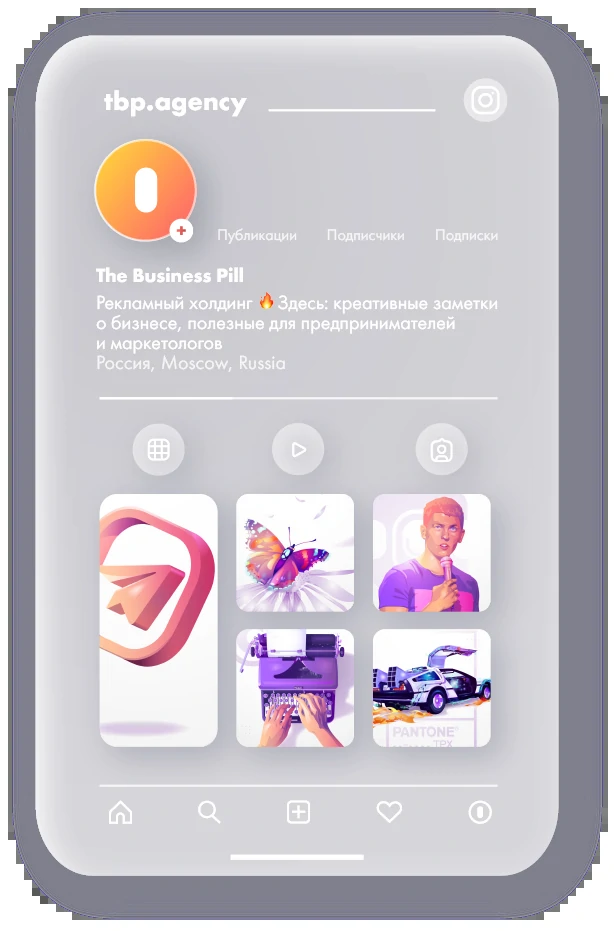 tbp.agency
Публикации Подписчики Подписки
The Business Pill
Рекламный холдинг 🔥 Здесь: креативные заметки
о бизнесе, полезные для предпринимателей
и маркетологов
Россия, Moscow, Russia
PANTONE®
TPX